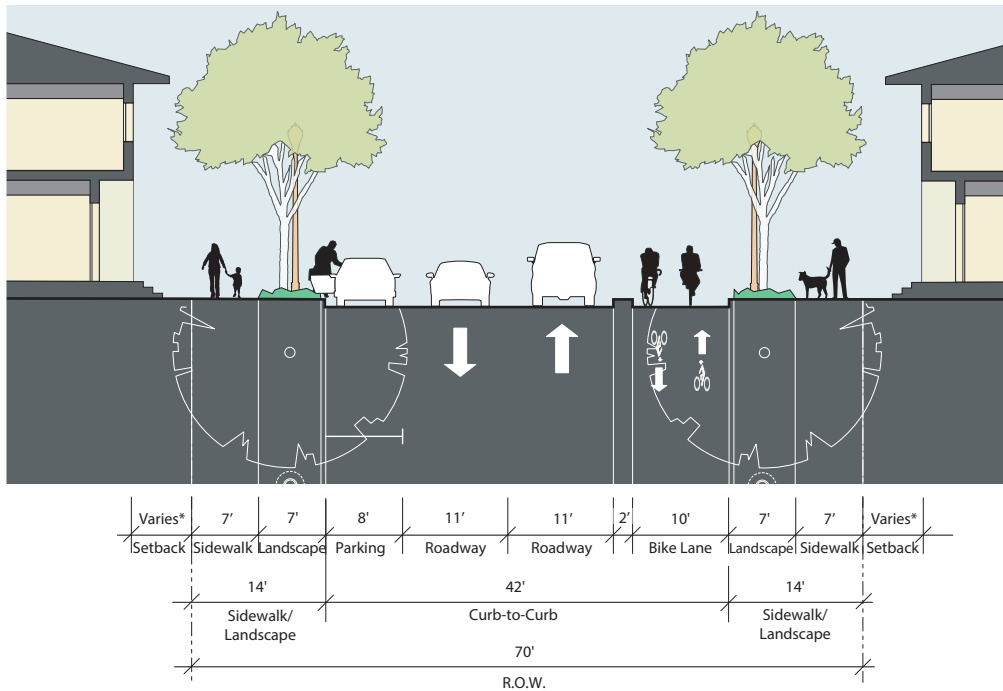 Varies* 7’ 7' 8' 11’ 11’ 2’ 10' 7' 7’ Varies*
Setback Sidewalk Landscape Parking Roadway Roadway Bike Lane Landscape Sidewalk Setback
14' 42' 14'
Sidewalk/ Curb-to-Curb Sidewalk/
Landscape Landscape
70'
R.O.W.